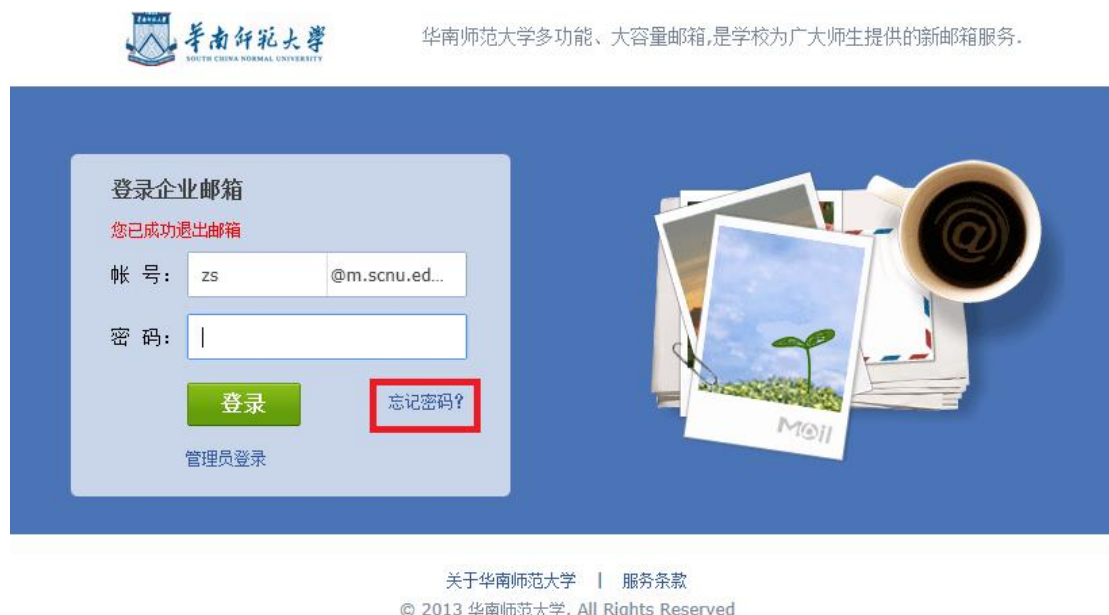 华南师范大学
SOUTH CHINA NORMAL UNIVERSITY
华南师范大学多功能、大容量邮箱,是学校为广大师生提供的新邮箱服务.
登录企业邮箱
您已成功退出邮箱
帐 号: zs @m.scnu.ed...
密 码:
登录 忘记密码?
管理员登录
Mail
关于华南师范大学 | 服务条款
© 2013 华南师范大学. All Rights Reserved